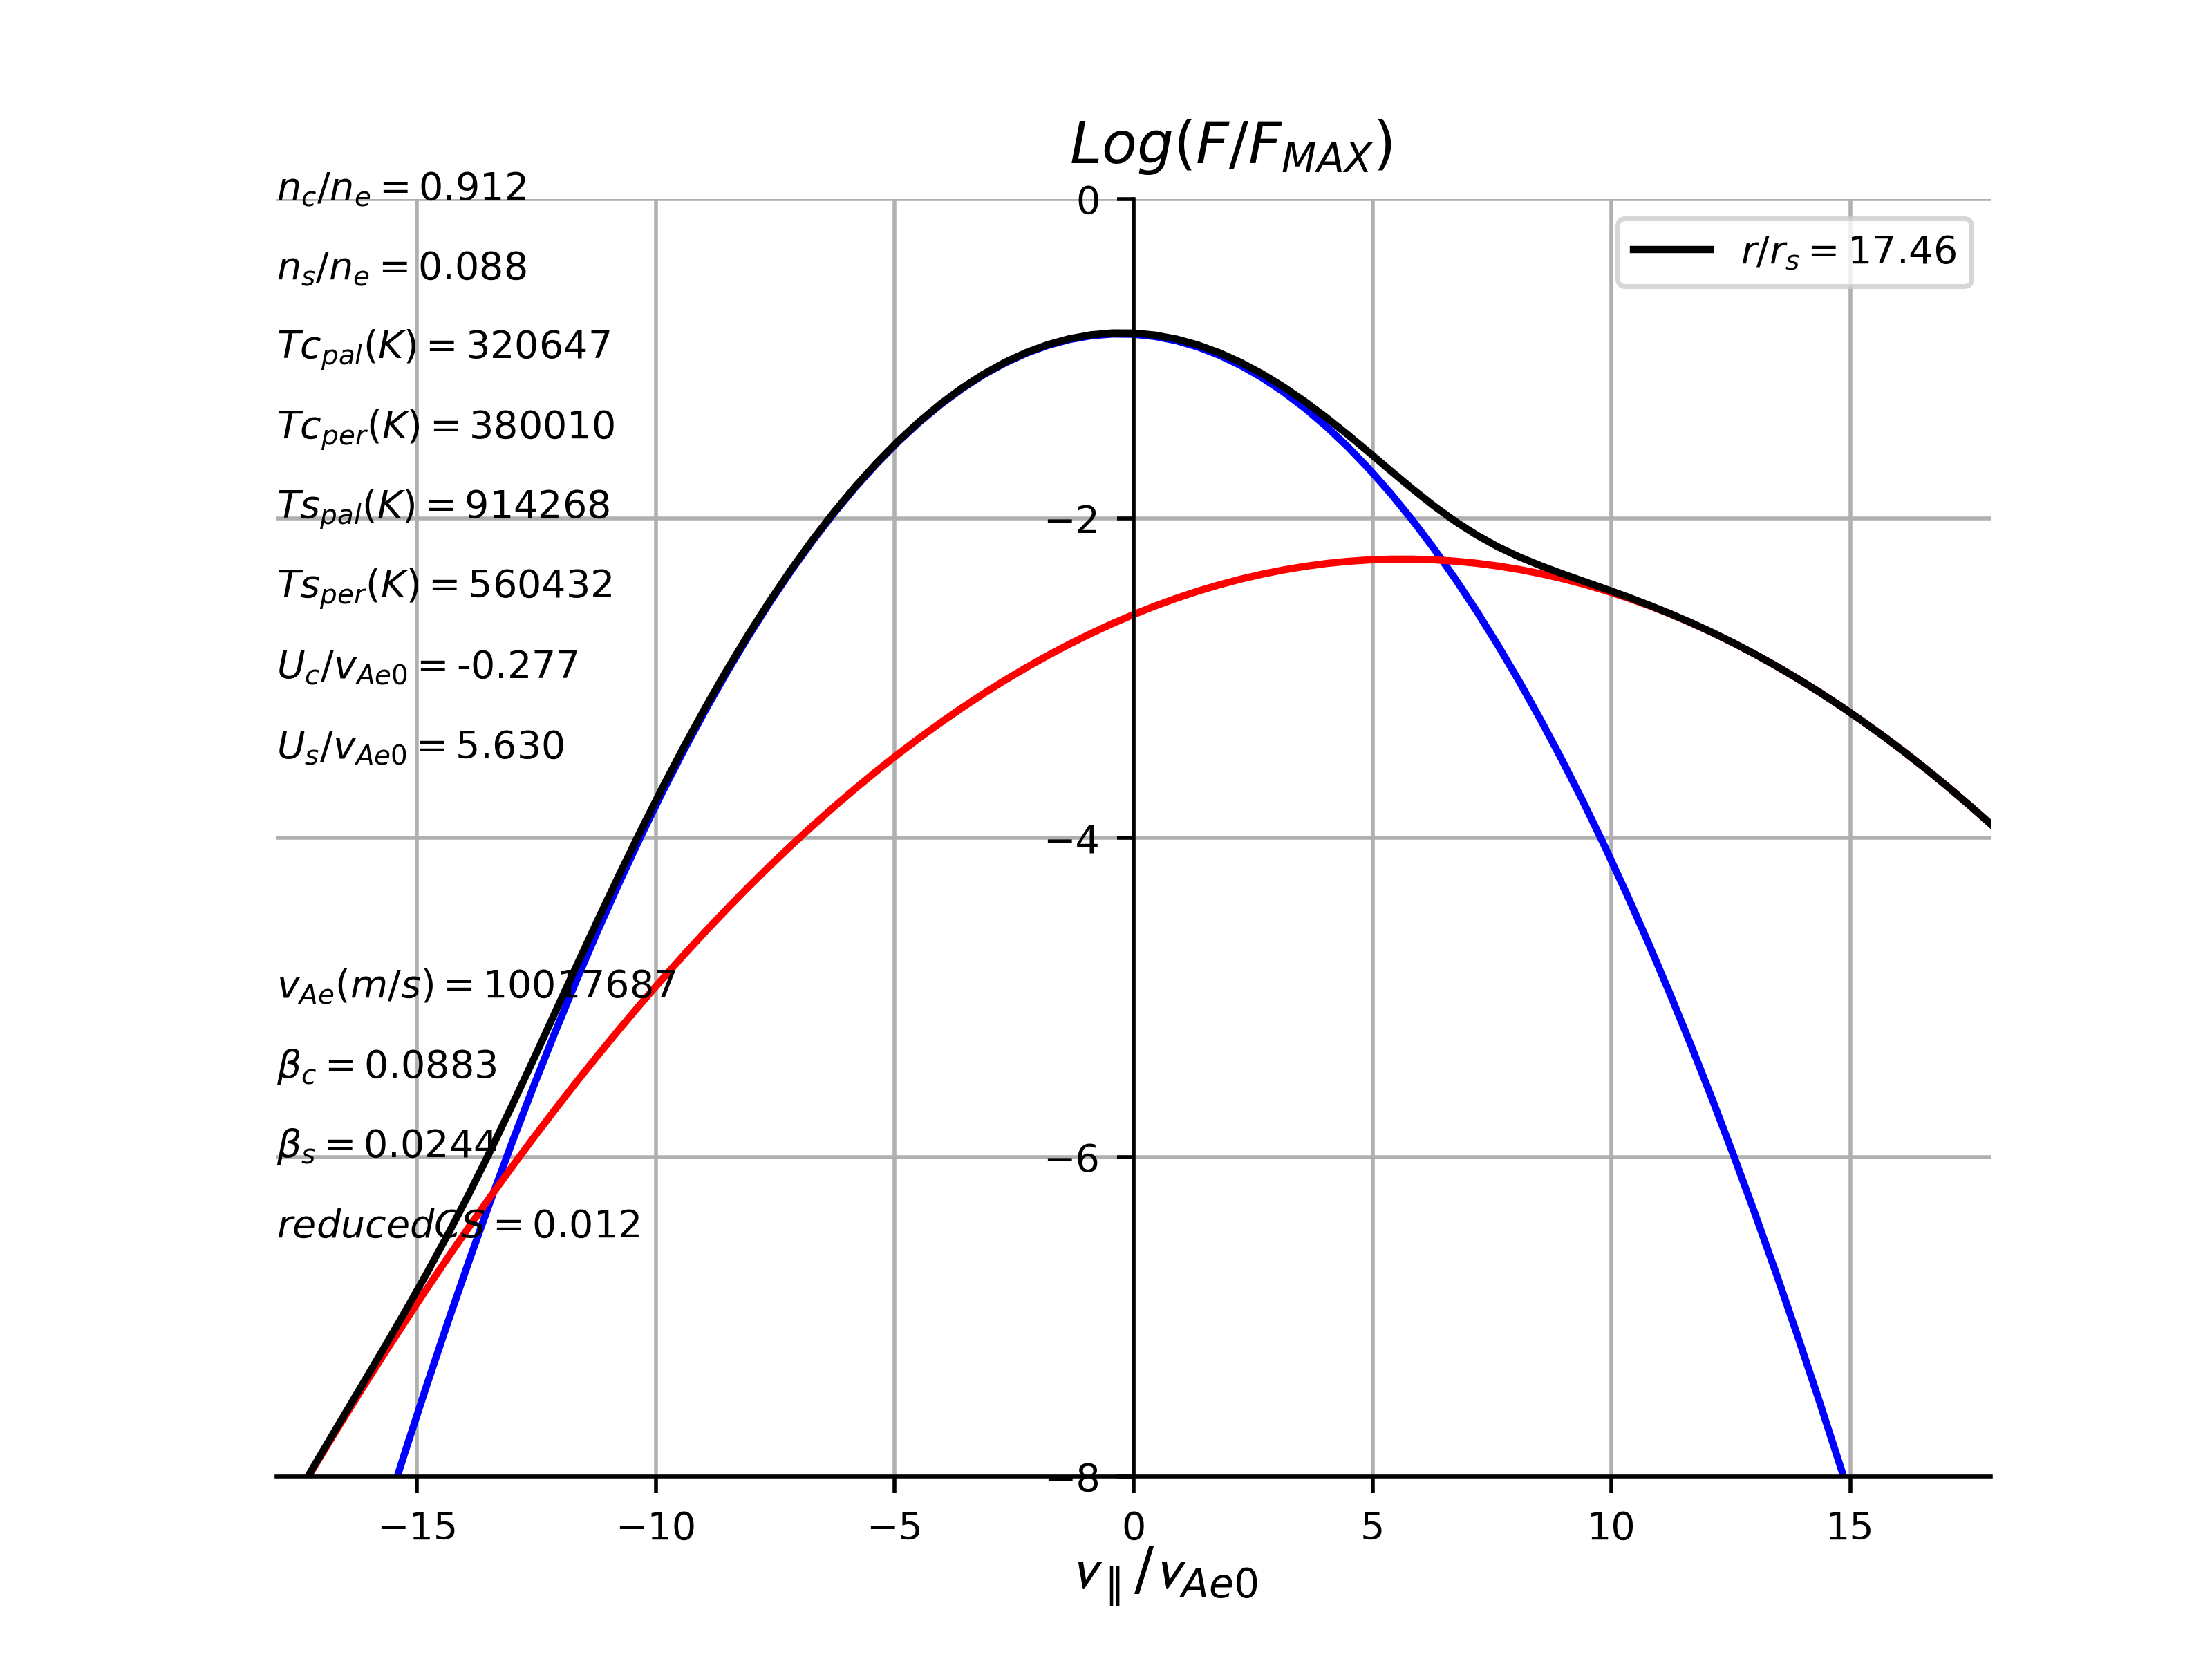 Log(F/F_MAX)
n_c/n_e = 0.912
n_s/n_e = 0.088
Tc_pal(K) = 320647
Tc_per(K) = 380010
Ts_pal(K) = 914268
Ts_per(K) = 560432
U_c/v_Ae0 = -0.277
U_s/v_Ae0 = 5.630
v_Ae(m/s) = 10017687
β_c = 0.0883
β_s = 0.0244
reducedCS = 0.012
r/r_s = 17.46
0
−2
−4
−6
−8
−15 −10 −5 0 5 10 15
v_∥/v_Ae0